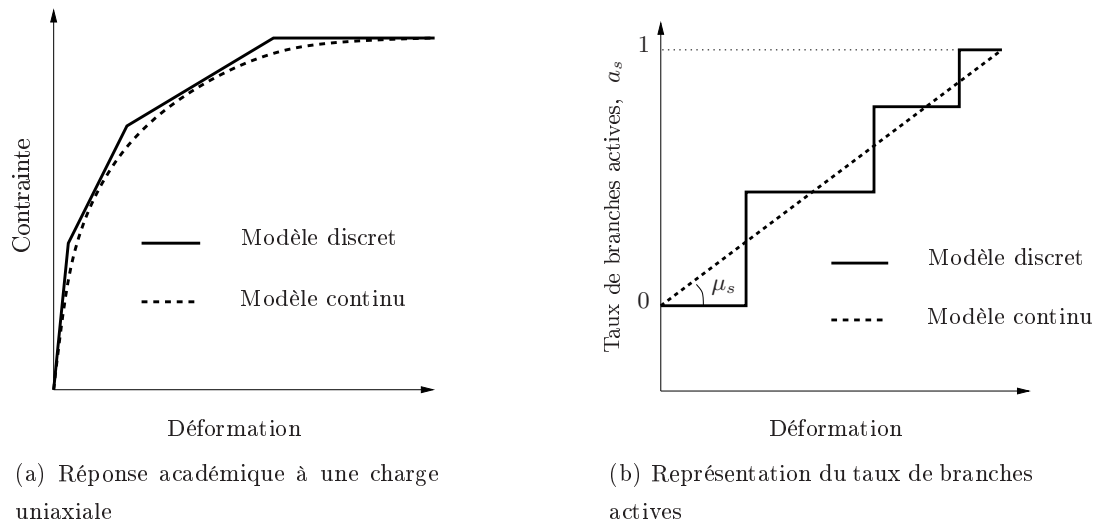 Contrainte
Modèle discret
Modèle continu
Déformation
(a) Réponse académique à une charge
uniaxiale
Taux de branches actives, a_s
1
0
μ_s
Modèle discret
Modèle continu
Déformation
(b) Représentation du taux de branches
actives